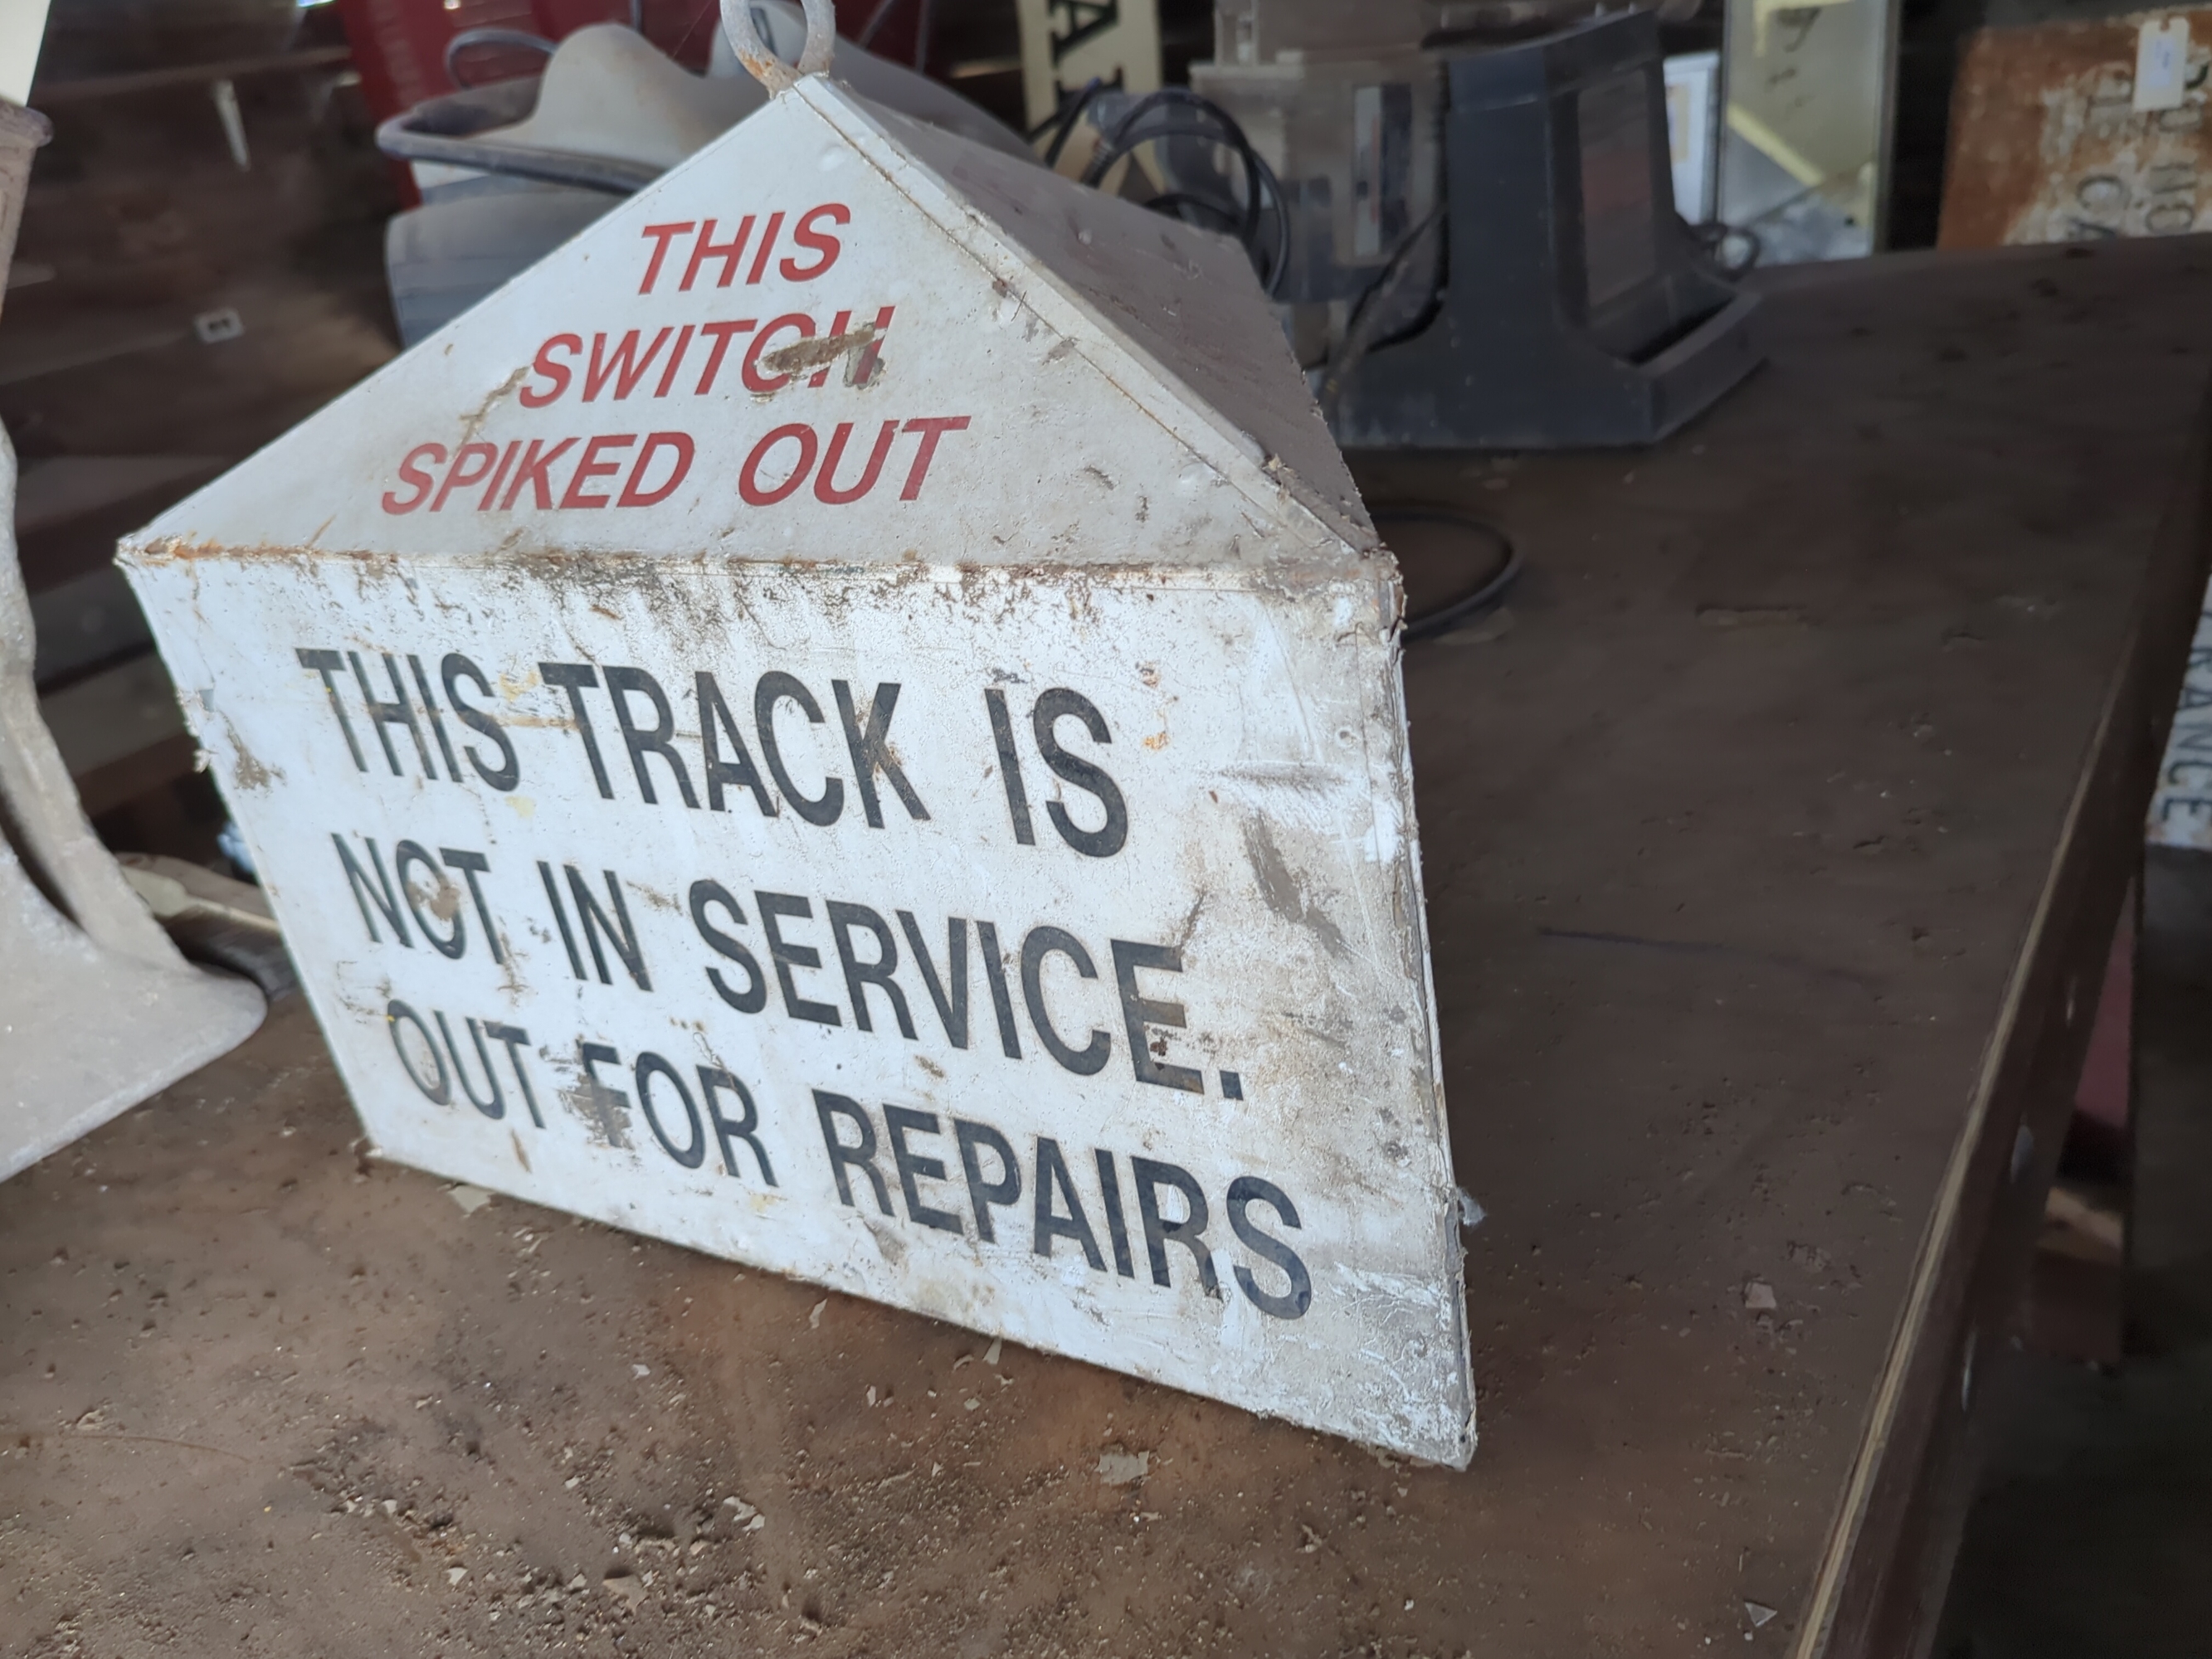 THIS
SWITCH
SPIKED OUT
THIS TRACK IS
NOT IN SERVICE.
OUT FOR REPAIRS